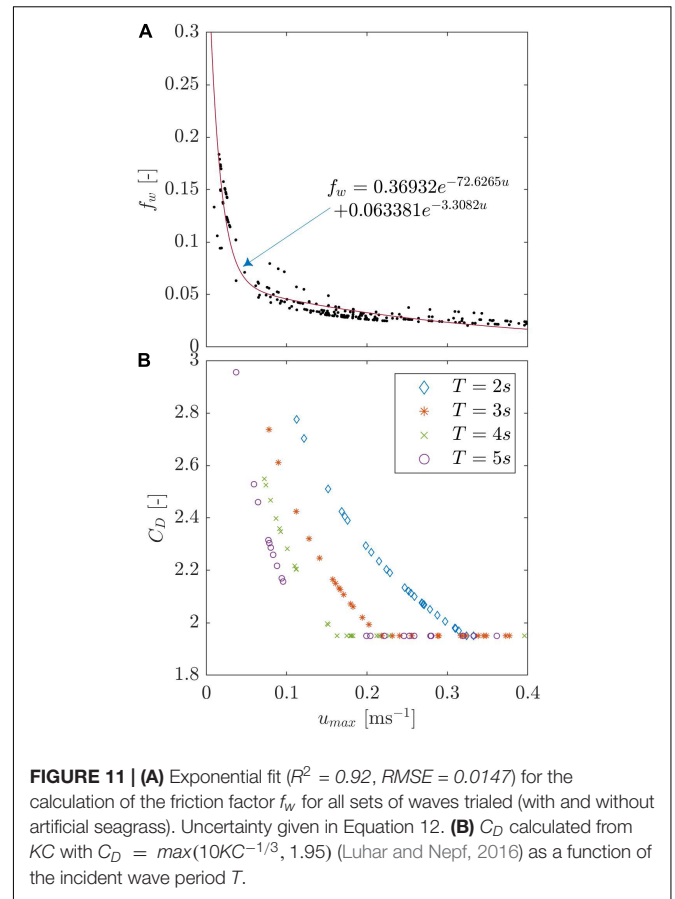 A
0.3
0.25
0.2
0.15
0.1
0.05
0
f_w [-]
f_w = 0.36932e^{-72.6265u}
+0.063381e^{-3.3082u}
B
3
2.8
2.6
2.4
2.2
2
1.8
C_D [-]
T = 2s
T = 3s
T = 4s
T = 5s
0 0.1 0.2 0.3 0.4
u_{max} [ms^{-1}]
FIGURE 11 | (A) Exponential fit (R^2 = 0.92, RMSE = 0.0147) for the
calculation of the friction factor f_w for all sets of waves trialed (with and without
artificial seagrass). Uncertainty given in Equation 12. (B) C_D calculated from
KC with C_D = max(10KC^{-1/3}, 1.95) (Luhar and Nepf, 2016) as a function of
the incident wave period T.